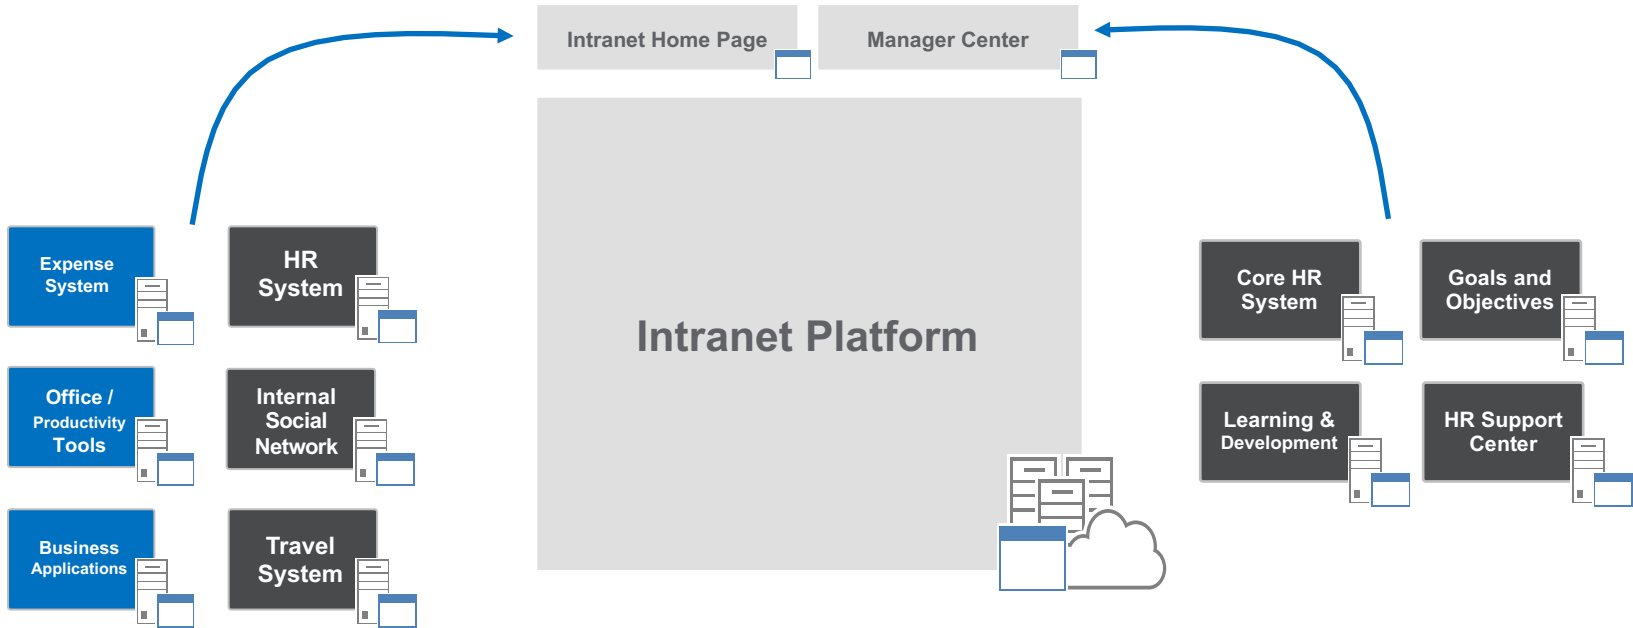 Intranet Home Page
Manager Center
Intranet Platform
Expense
System
HR
System
Office /
Productivity
Tools
Internal
Social
Network
Business
Applications
Travel
System
Core HR
System
Goals and
Objectives
Learning &
Development
HR Support
Center